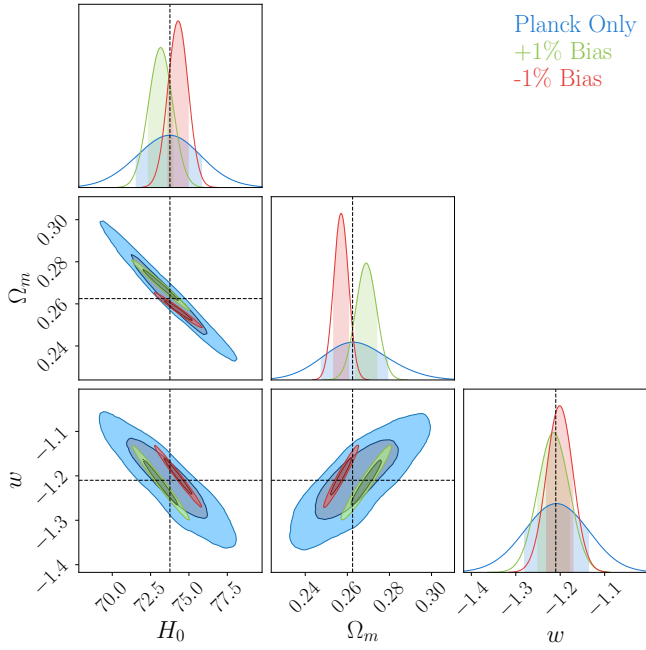 Planck Only
+1% Bias
-1% Bias
0.30
0.28
0.26
0.24
Ωₘ
−1.1
−1.2
−1.3
−1.4
w
70.0 72.5 75.0 77.5
H₀
0.24 0.26 0.28 0.30
Ωₘ
−1.4 −1.3 −1.2 −1.1
w